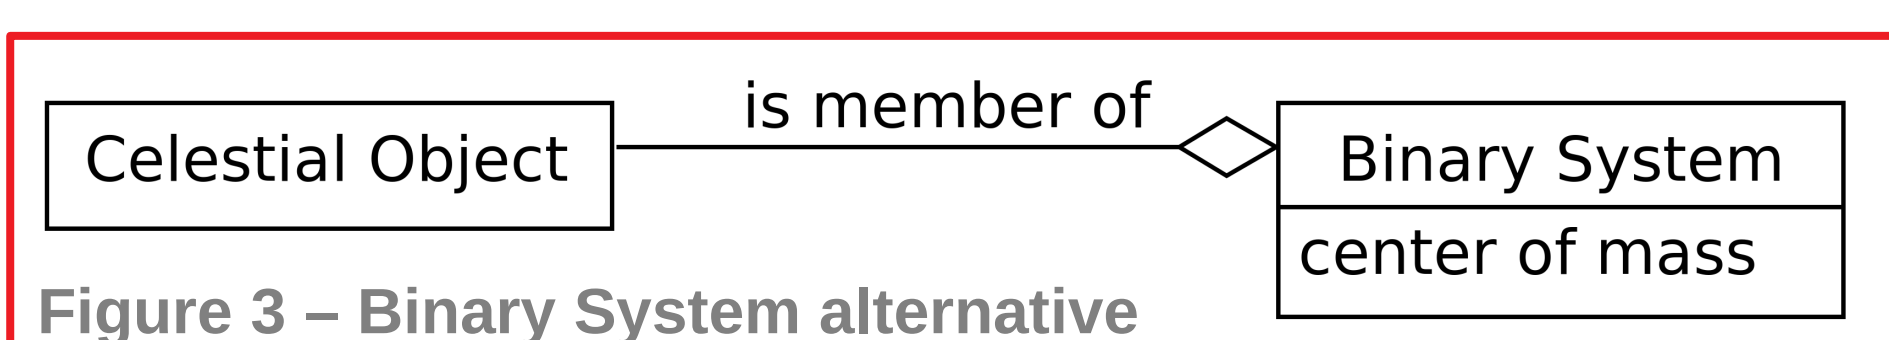 is member of
Celestial Object
Binary System
center of mass
Figure 3 – Binary System alternative